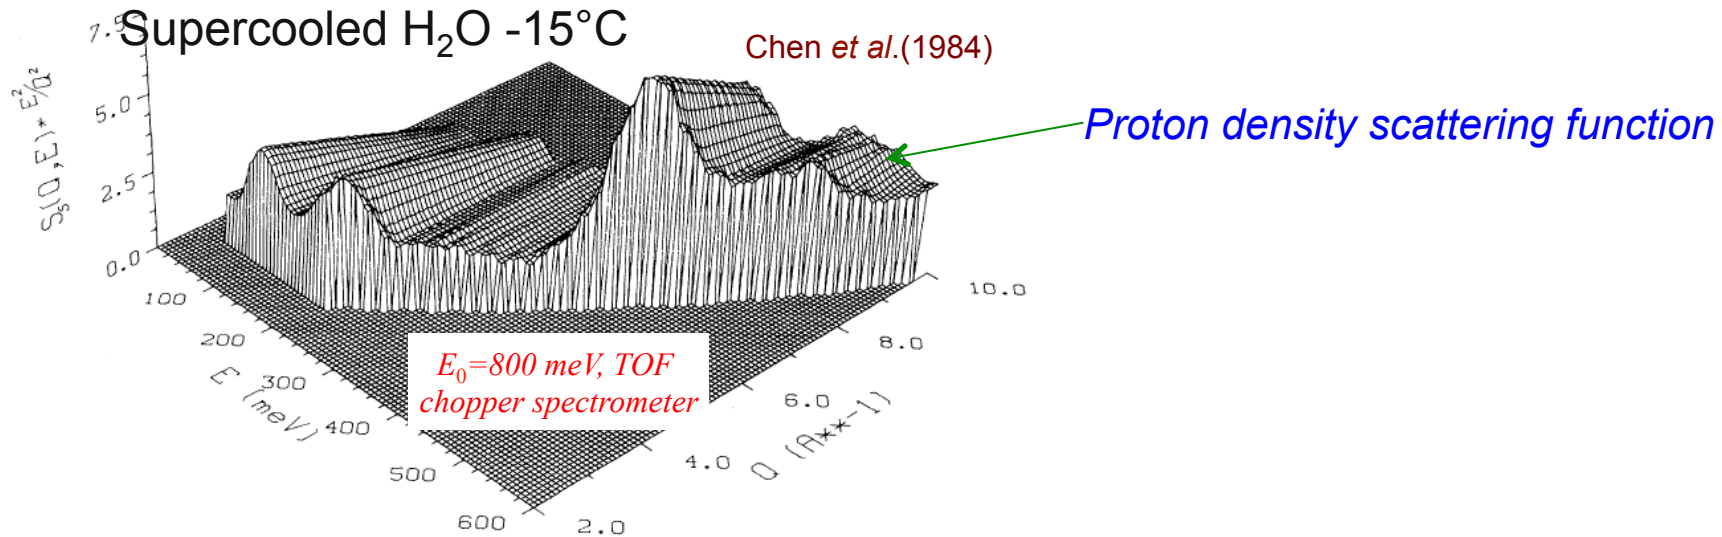 Supercooled H₂O -15°C
Chen et al.(1984)
Proton density scattering function
7.5
5.0
2.5
0.0
Sₛ(Q,E)*E²/Q²
100
200
300
400
500
600
E (meV)
2.0
4.0
6.0
8.0
10.0
Q (A**-1)
E₀=800 meV, TOF
chopper spectrometer